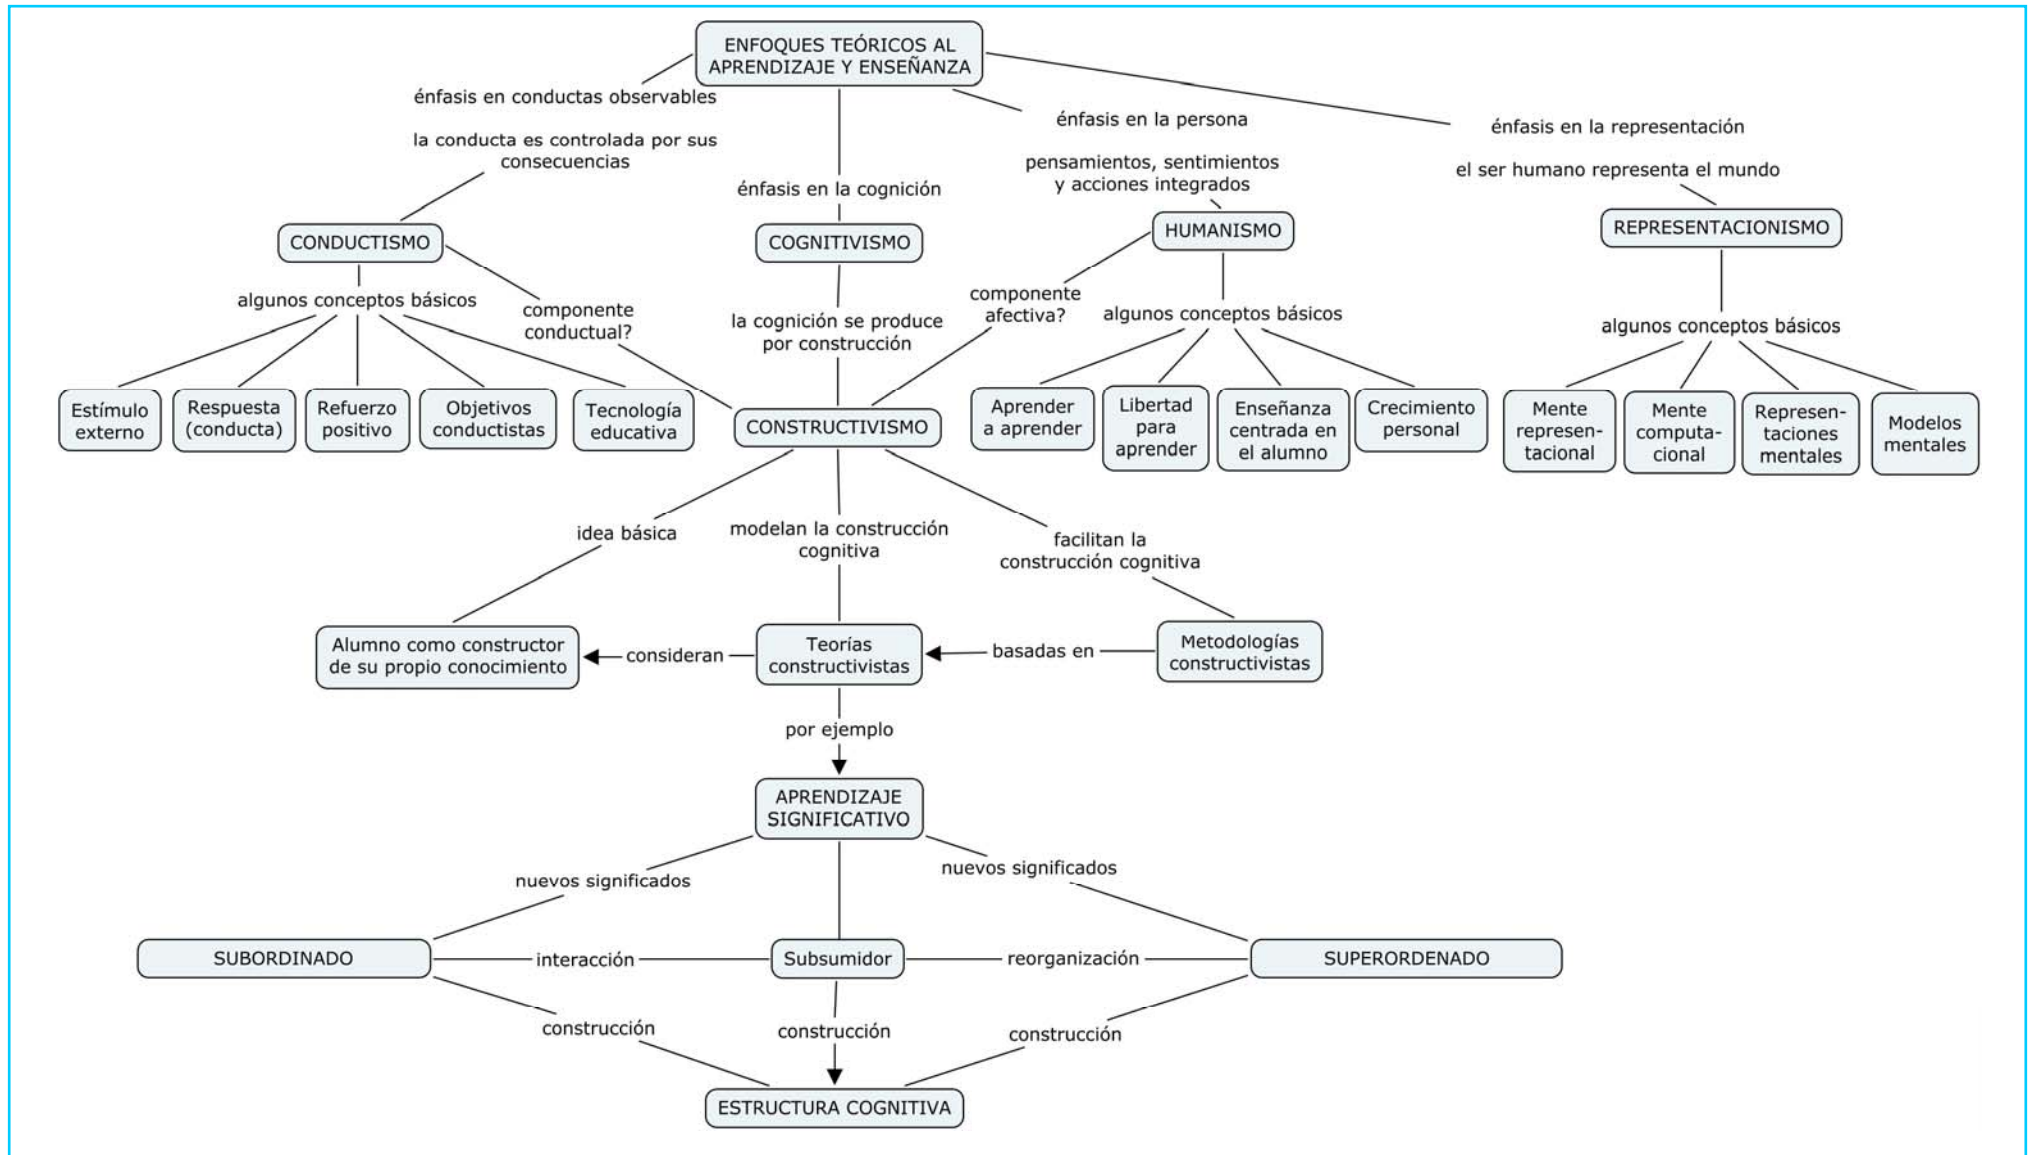 ENFOQUES TEÓRICOS AL
APRENDIZAJE Y ENSEÑANZA
énfasis en conductas observables
la conducta es controlada por sus
consecuencias
énfasis en la cognición
énfasis en la persona
pensamientos, sentimientos
y acciones integrados
énfasis en la representación
el ser humano representa el mundo
CONDUCTISMO
COGNITIVISMO
HUMANISMO
REPRESENTACIONISMO
algunos conceptos básicos
componente
conductual?
la cognición se produce
por construcción
componente
afectiva?
algunos conceptos básicos
algunos conceptos básicos
Estímulo
externo
Respuesta
(conducta)
Refuerzo
positivo
Objetivos
conductistas
Tecnología
educativa
CONSTRUCTIVISMO
Aprender
a aprender
Libertad
para
aprender
Enseñanza
centrada en
el alumno
Crecimiento
personal
Mente
represen-
tacional
Mente
computa-
cional
Represen-
taciones
mentales
Modelos
mentales
idea básica
modelan la construcción
cognitiva
facilitan la
construcción cognitiva
Alumno como constructor
de su propio conocimiento
consideran
Teorías
constructivistas
basadas en
Metodologías
constructivistas
por ejemplo
APRENDIZAJE
SIGNIFICATIVO
nuevos significados
nuevos significados
SUBORDINADO
interacción
Subsumidor
reorganización
SUPERORDENADO
construcción
construcción
construcción
ESTRUCTURA COGNITIVA